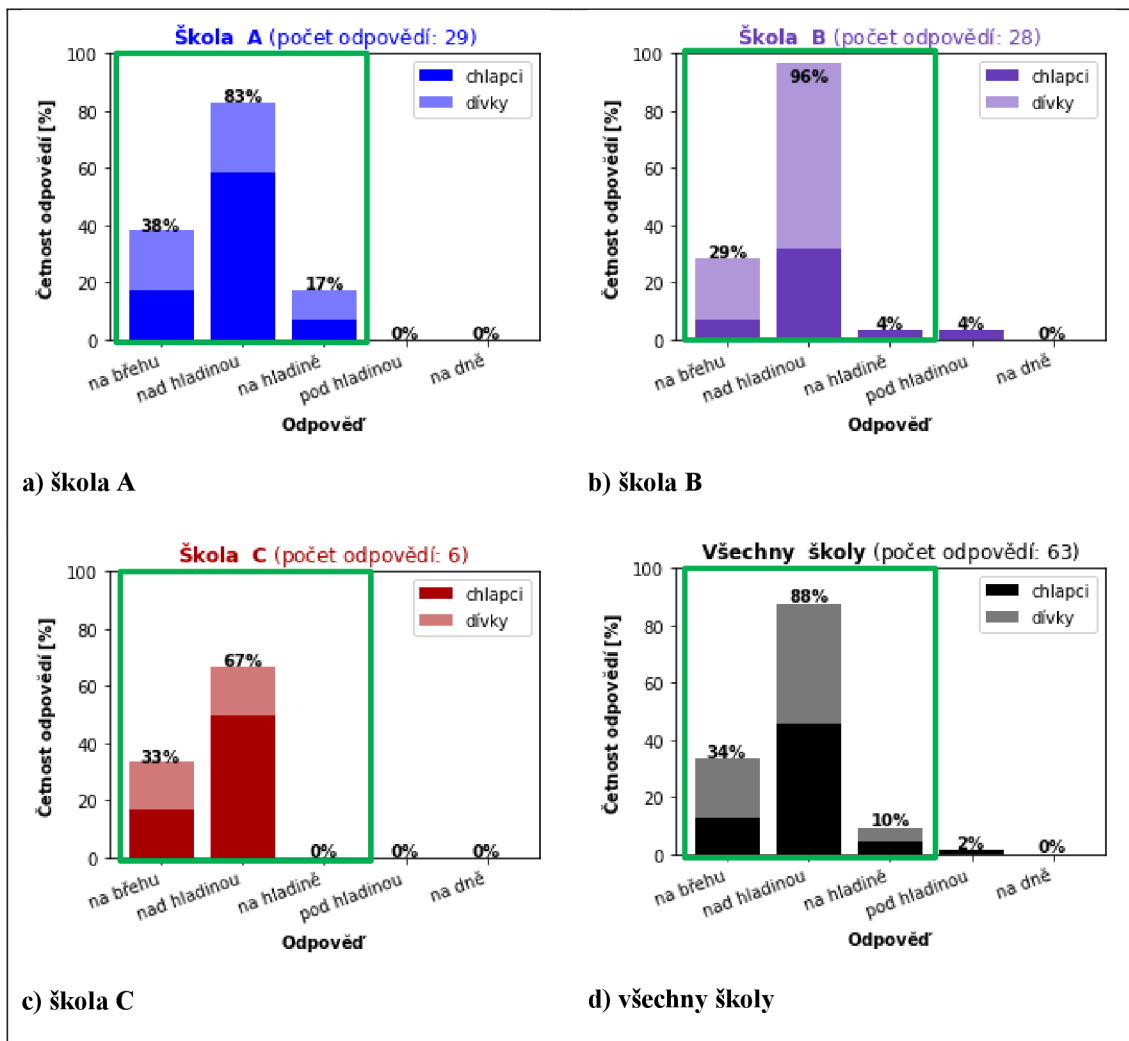 Škola A (počet odpovědí: 29)
Četnost odpovědí [%]
100
80
60
40
20
0
chlapci
dívky
38%
83%
17%
0%
0%
na břehu
nad hladinou
na hladině
pod hladinou
na dně
Odpověď
a) škola A
Škola B (počet odpovědí: 28)
Četnost odpovědí [%]
100
80
60
40
20
0
chlapci
dívky
29%
96%
4%
4%
0%
na břehu
nad hladinou
na hladině
pod hladinou
na dně
Odpověď
b) škola B
Škola C (počet odpovědí: 6)
Četnost odpovědí [%]
100
80
60
40
20
0
chlapci
dívky
33%
67%
0%
0%
0%
na břehu
nad hladinou
na hladině
pod hladinou
na dně
Odpověď
c) škola C
Všechny školy (počet odpovědí: 63)
Četnost odpovědí [%]
100
80
60
40
20
0
chlapci
dívky
34%
88%
10%
2%
0%
na břehu
nad hladinou
na hladině
pod hladinou
na dně
Odpověď
d) všechny školy